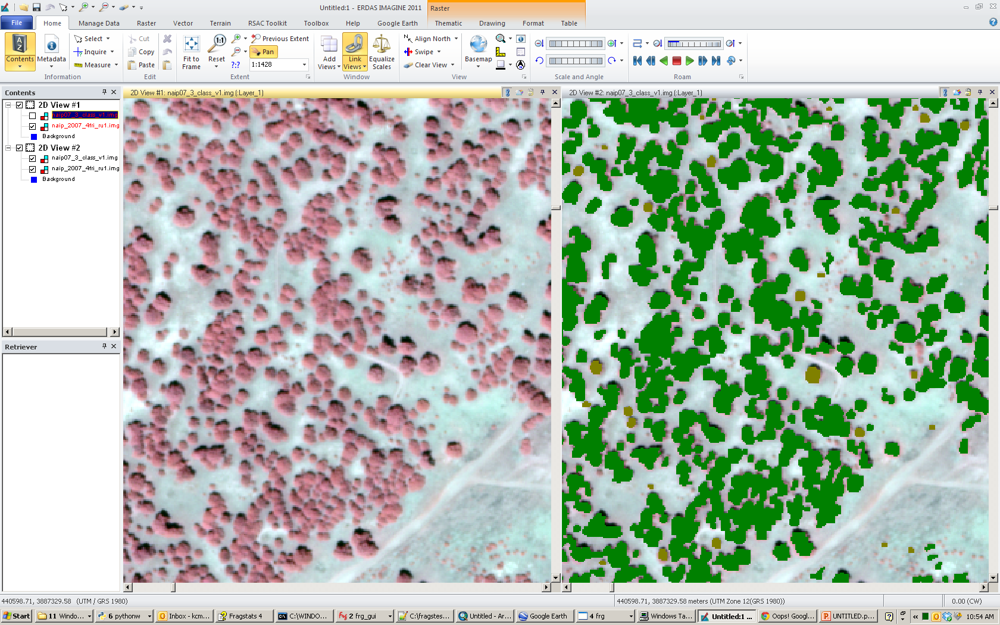 Untitled:1 - ERDAS IMAGINE 2011
Raster
File
Home
Manage Data
Raster
Vector
Terrain
RSAC Toolkit
Toolbox
Help
Google Earth
Thematic
Drawing
Format
Table
Contents
Metadata
Select
Inquire
Measure
Information
Cut
Copy
Paste
Edit
Fit to Frame
1:1
Reset
Previous Extent
Pan
1:1428
Extent
Add Views
Link Views
Equalize Scales
Window
Align North
Swipe
Clear View
Basemap
View
Scale and Angle
Roam
Contents
2D View #1
naip07_3_class_v1.img
naip_2007_4fri_ru1.img
Background
2D View #2
naip07_3_class_v1.img
naip_2007_4fri_ru1.img
Background
Retriever
2D View #1: naip07_3_class_v1.img (:Layer_1)
2D View #2: naip07_3_class_v1.img (:Layer_1)
440598.71, 3887329.58 (UTM / GRS 1980)
440598.71, 3887329.58 meters (UTM Zone 12(GRS 1980))
0.00 (CW)
Start
11 Windo...
6 pythonw
Inbox - kcm...
Fragstats 4
C:\WINDO...
2 frg_gui
C:\fragstes...
Untitled - Ar...
Google Earth
4 frg
Windows Ta...
Untitled:1 ...
Oops! Googl...
UNTITLED.p...
10:54 AM